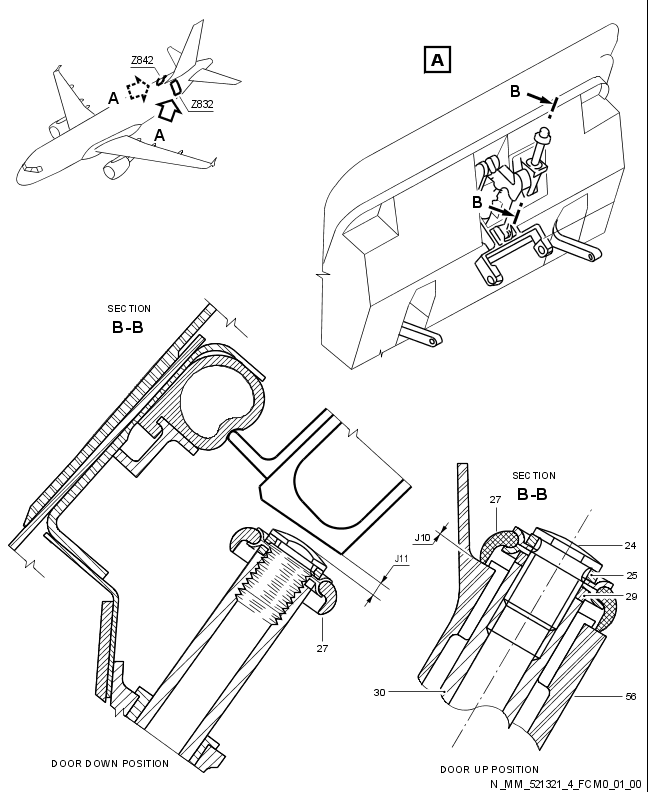 Z842
A
Z832
A
A
B
B
SECTION
B-B
J11
27
DOOR DOWN POSITION
SECTION
B-B
27
J10
24
25
29
30
56
DOOR UP POSITION
N_MM_521321_4_FCM0_01_00